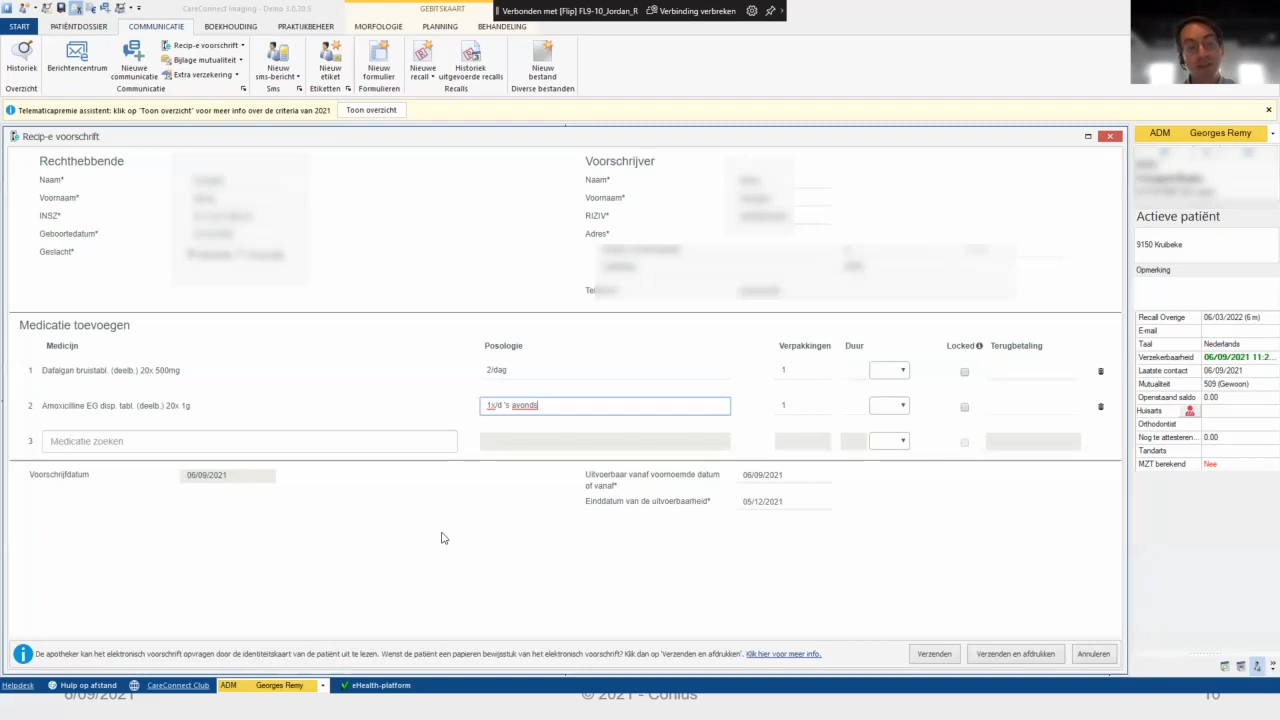 CareConnect Imaging - Demo 3.0.30.5
GEBITSKAART
Verbonden met [Flip] FL9-10_Jordan_R
Verbinding verbreken
START
PATIËNTDOSSIER
COMMUNICATIE
BOEKHOUDING
PRAKTIJKBEHEER
MORFOLOGIE
PLANNING
BEHANDELING
Historiek
Berichtencentrum
Nieuwe communicatie
Recip-e voorschrift
Bijlage mutualiteit
Extra verzekering
Nieuw sms-bericht
Nieuw etiket
Nieuw formulier
Nieuwe recall
Historiek uitgevoerde recalls
Nieuw bestand
Overzicht
Communicatie
Sms
Etiketten
Formulieren
Recalls
Diverse bestanden
Telematicapremie assistent: klik op 'Toon overzicht' voor meer info over de criteria van 2021
Toon overzicht
Recip-e voorschrift
ADM Georges Remy
Rechthebbende
Naam*
Voornaam*
INSZ*
Geboortedatum*
Geslacht*
Voorschrijver
Naam*
Voornaam*
RIZIV*
Adres*
Medicatie toevoegen
Medicijn Posologie Verpakkingen Duur Locked Terugbetaling
1 Dafalgan bruistabl. (deelb.) 20x 500mg 2/dag 1
2 Amoxicilline EG disp. tabl. (deelb.) 20x 1g 1x/d 's avonds 1
3 Medicatie zoeken
Voorschrijfdatum 06/09/2021
Uitvoerbaar vanaf voornoemde datum of vanaf* 06/09/2021
Einddatum van de uitvoerbaarheid* 05/12/2021
De apotheker kan het elektronisch voorschrift opvragen door de identiteitskaart van de patiënt uit te lezen. Wenst de patiënt een papieren bewijsstuk van het elektronisch voorschrift? Klik dan op 'Verzenden en afdrukken'. Klik hier voor meer info.
Verzenden
Verzenden en afdrukken
Annuleren
Actieve patiënt
9150 Kruibeke
Opmerking
Recall Overige 06/03/2022 (6 m)
E-mail
Taal Nederlands
Verzekerbaarheid 06/09/2021 11:2...
Laatste contact 06/09/2021
Mutualiteit 509 (Gewoon)
Openstaand saldo 0.00
Huisarts
Orthodontist
Nog te attesteren... 0.00
Tandarts
MZT berekend Nee
Helpdesk
Hulp op afstand
CareConnect Club
ADM Georges Remy
eHealth-platform
6/09/2021
© 2021 - Corilus
10